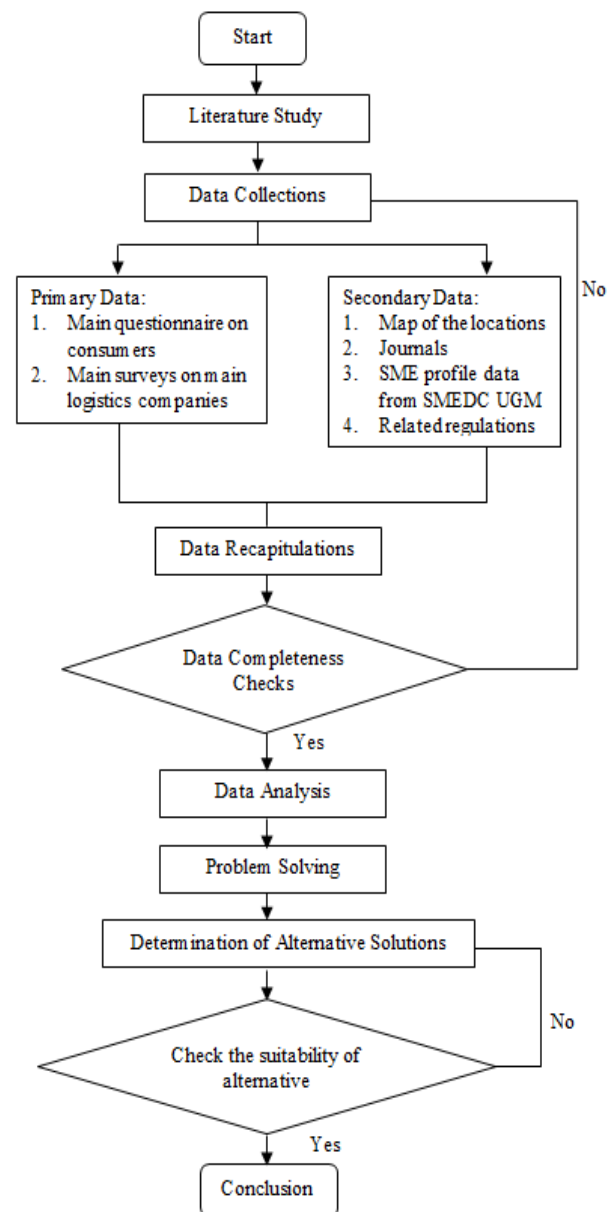 Start
Literature Study
Data Collections
No
Primary Data:
1. Main questionnaire on
consumers
2. Main surveys on main
logistics companies
Secondary Data:
1. Map of the locations
2. Journals
3. SME profile data
from SMEDC UGM
4. Related regulations
Data Recapitulations
Data Completeness
Checks
Yes
Data Analysis
Problem Solving
Determination of Alternative Solutions
No
Check the suitability of
alternative
Yes
Conclusion